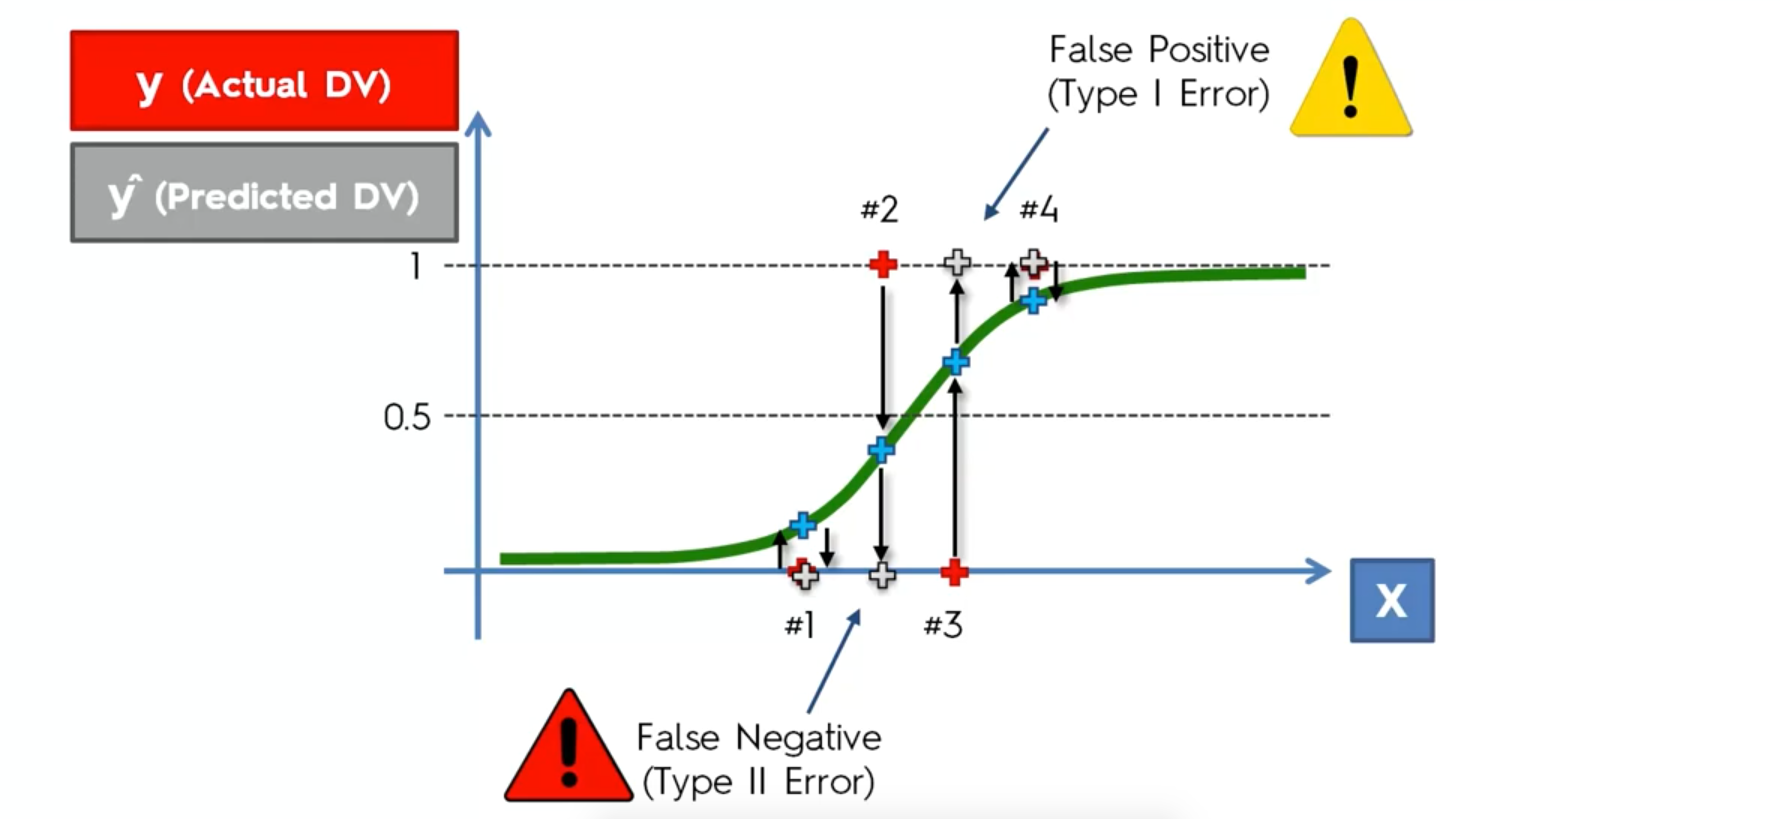 y (Actual DV)
ŷ (Predicted DV)
False Positive
(Type I Error)
!
#2
#4
1
0.5
#1
#3
X
!
False Negative
(Type II Error)